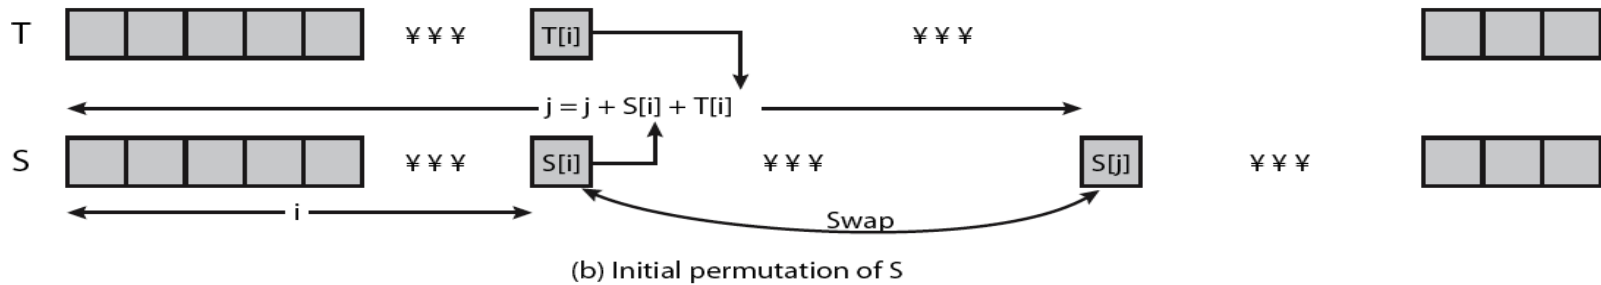 T ¥ ¥ ¥ T[i] ¥ ¥ ¥
j = j + S[i] + T[i]
S ¥ ¥ ¥ S[i] ¥ ¥ ¥ S[j] ¥ ¥ ¥
i
Swap
(b) Initial permutation of S